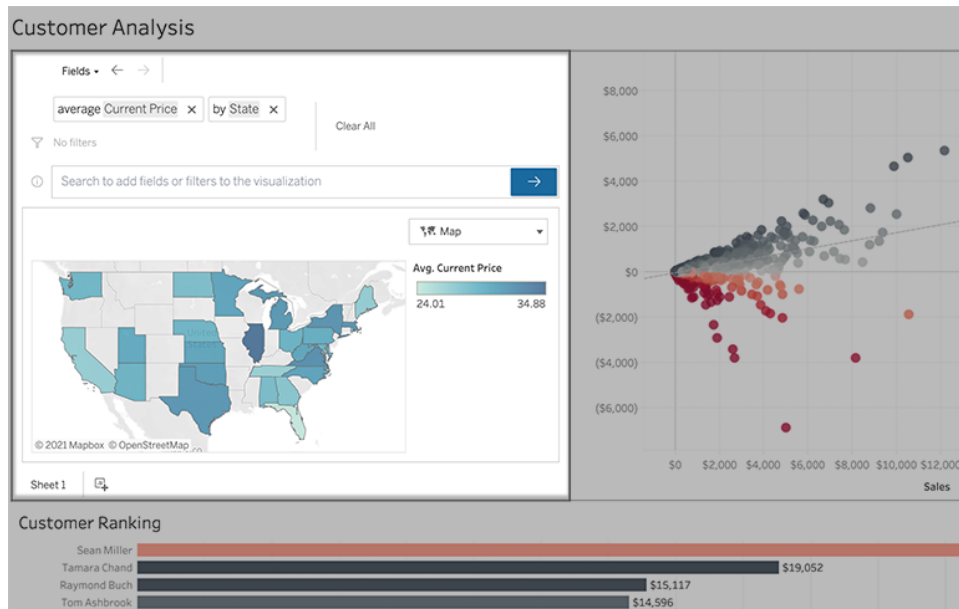 Customer Analysis
Fields
average Current Price × by State ×
Clear All
No filters
Search to add fields or filters to the visualization
Map
Avg. Current Price
24.01 34.88
United
States
© 2021 Mapbox © OpenStreetMap
Sheet 1
$8,000
$6,000
$4,000
$2,000
$0
($2,000)
($4,000)
($6,000)
$0 $2,000 $4,000 $6,000 $8,000 $10,000 $12,000
Sales
Customer Ranking
Sean Miller
Tamara Chand $19,052
Raymond Buch $15,117
Tom Ashbrook $14,596